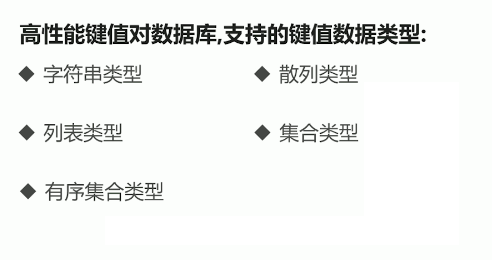 高性能键值对数据库,支持的键值数据类型:
◆ 字符串类型
◆ 散列类型
◆ 列表类型
◆ 集合类型
◆ 有序集合类型